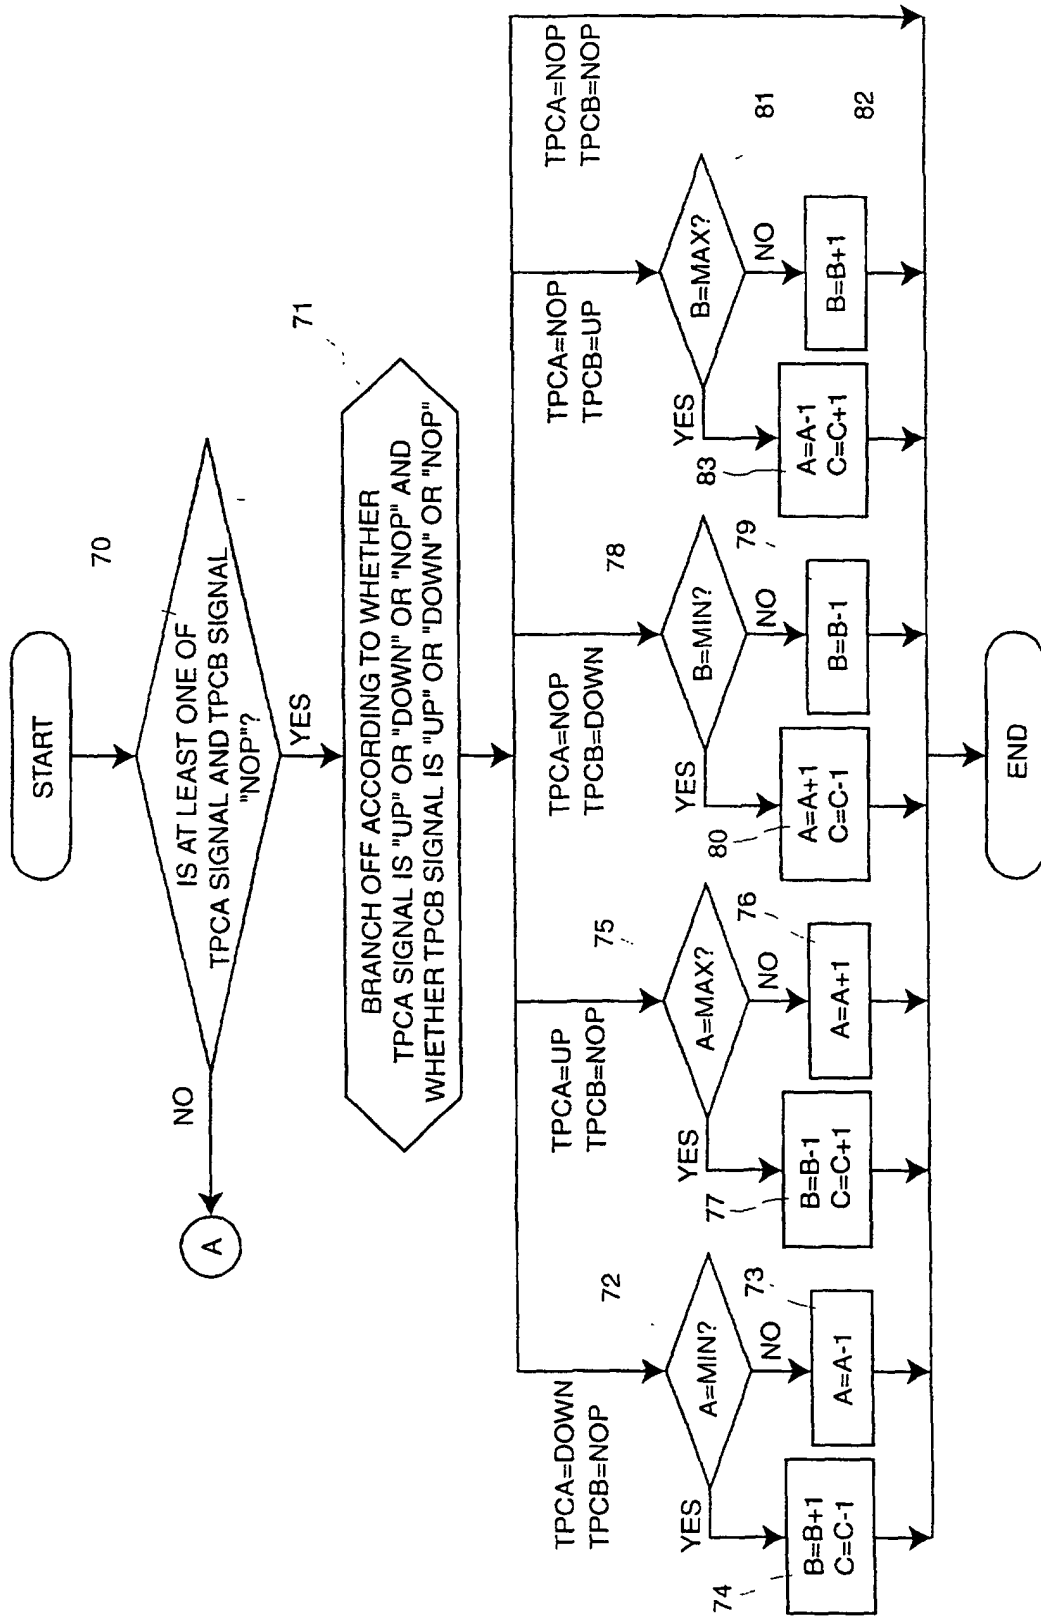 START
70
IS AT LEAST ONE OF
TPCA SIGNAL AND TPCB SIGNAL
"NOP"?
NO
A
YES
71
BRANCH OFF ACCORDING TO WHETHER
TPCA SIGNAL IS "UP" OR "DOWN" OR "NOP" AND
WHETHER TPCB SIGNAL IS "UP" OR "DOWN" OR "NOP"
TPCA=DOWN
TPCB=NOP
72
A=MIN?
YES
NO
73
74
B=B+1
C=C-1
A=A-1
TPCA=UP
TPCB=NOP
75
A=MAX?
YES
NO
76
77
B=B-1
C=C+1
A=A+1
TPCA=NOP
TPCB=DOWN
78
B=MIN?
YES
NO
79
80
A=A+1
C=C-1
B=B-1
TPCA=NOP
TPCB=UP
81
B=MAX?
YES
NO
82
83
A=A-1
C=C+1
B=B+1
TPCA=NOP
TPCB=NOP
END